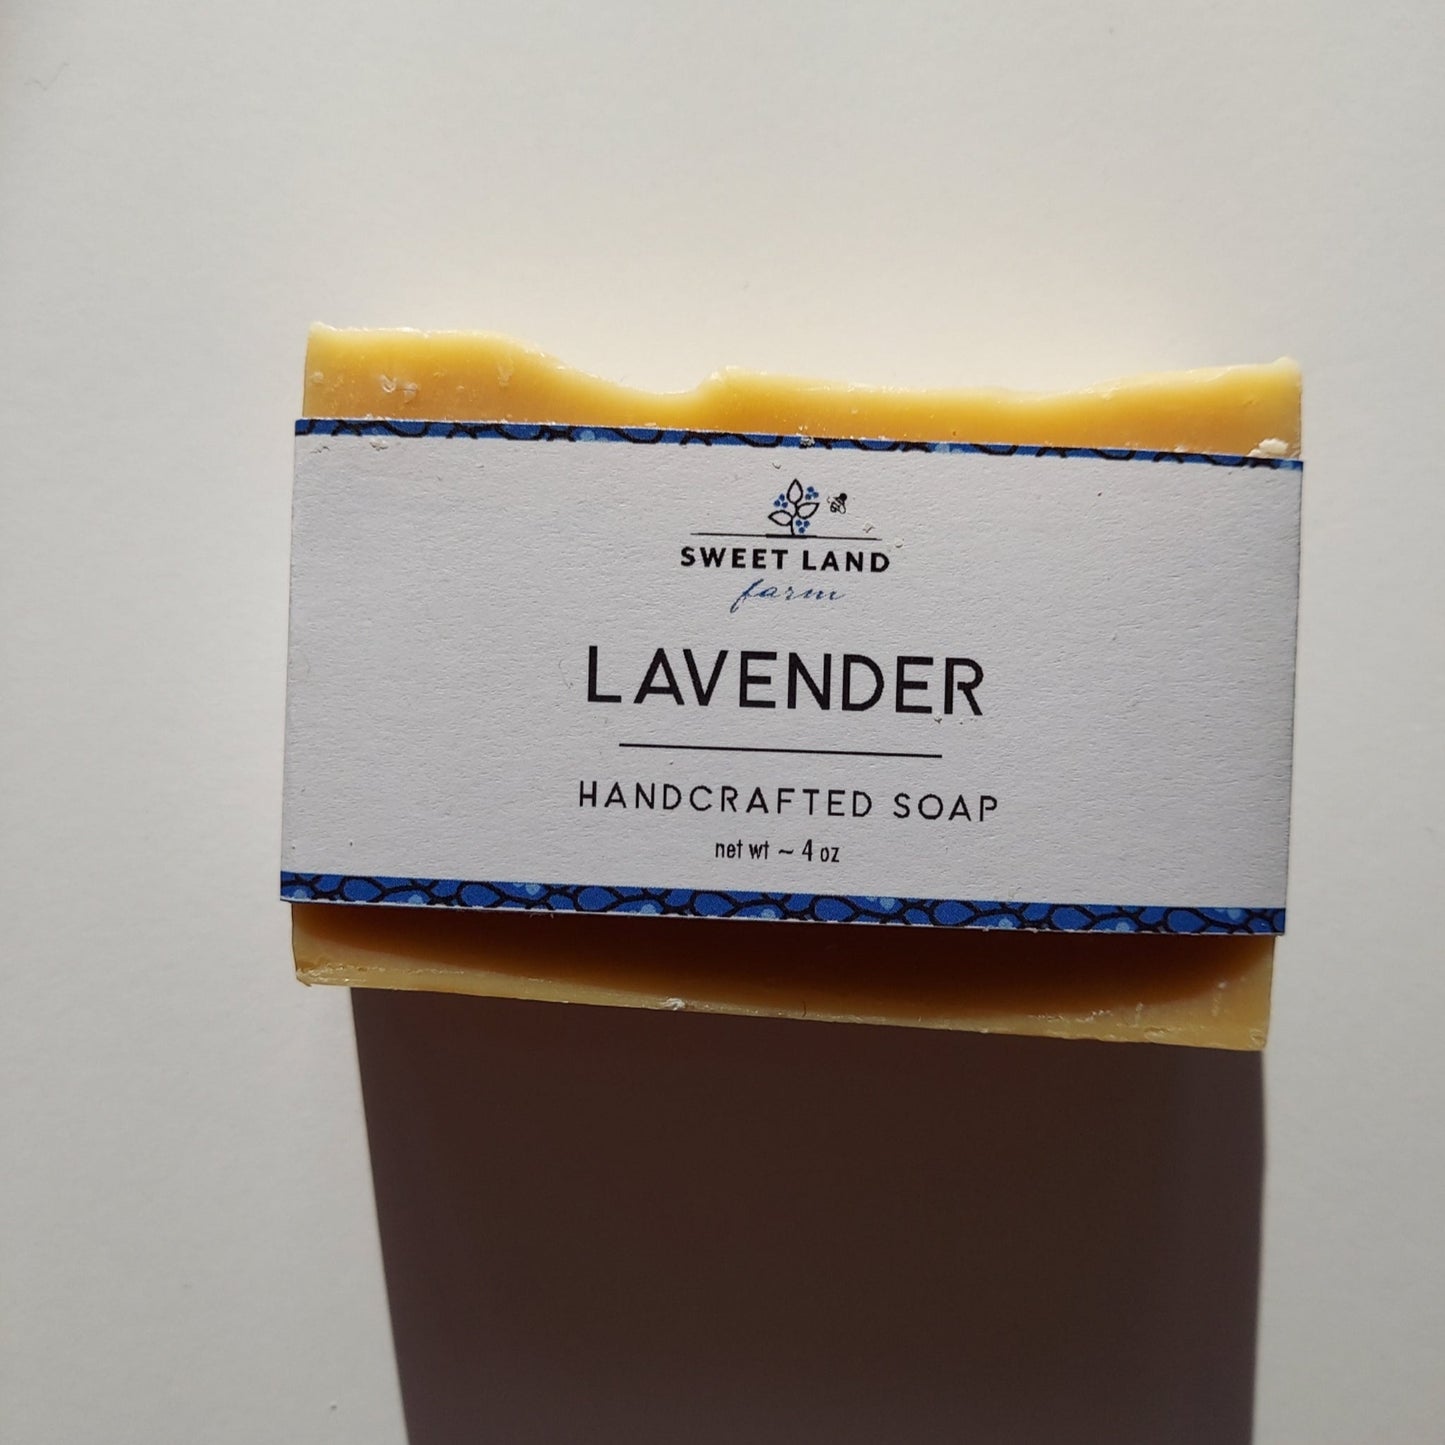 SWEET LAND
farm
LAVENDER
HANDCRAFTED SOAP
net wt ~ 4 oz